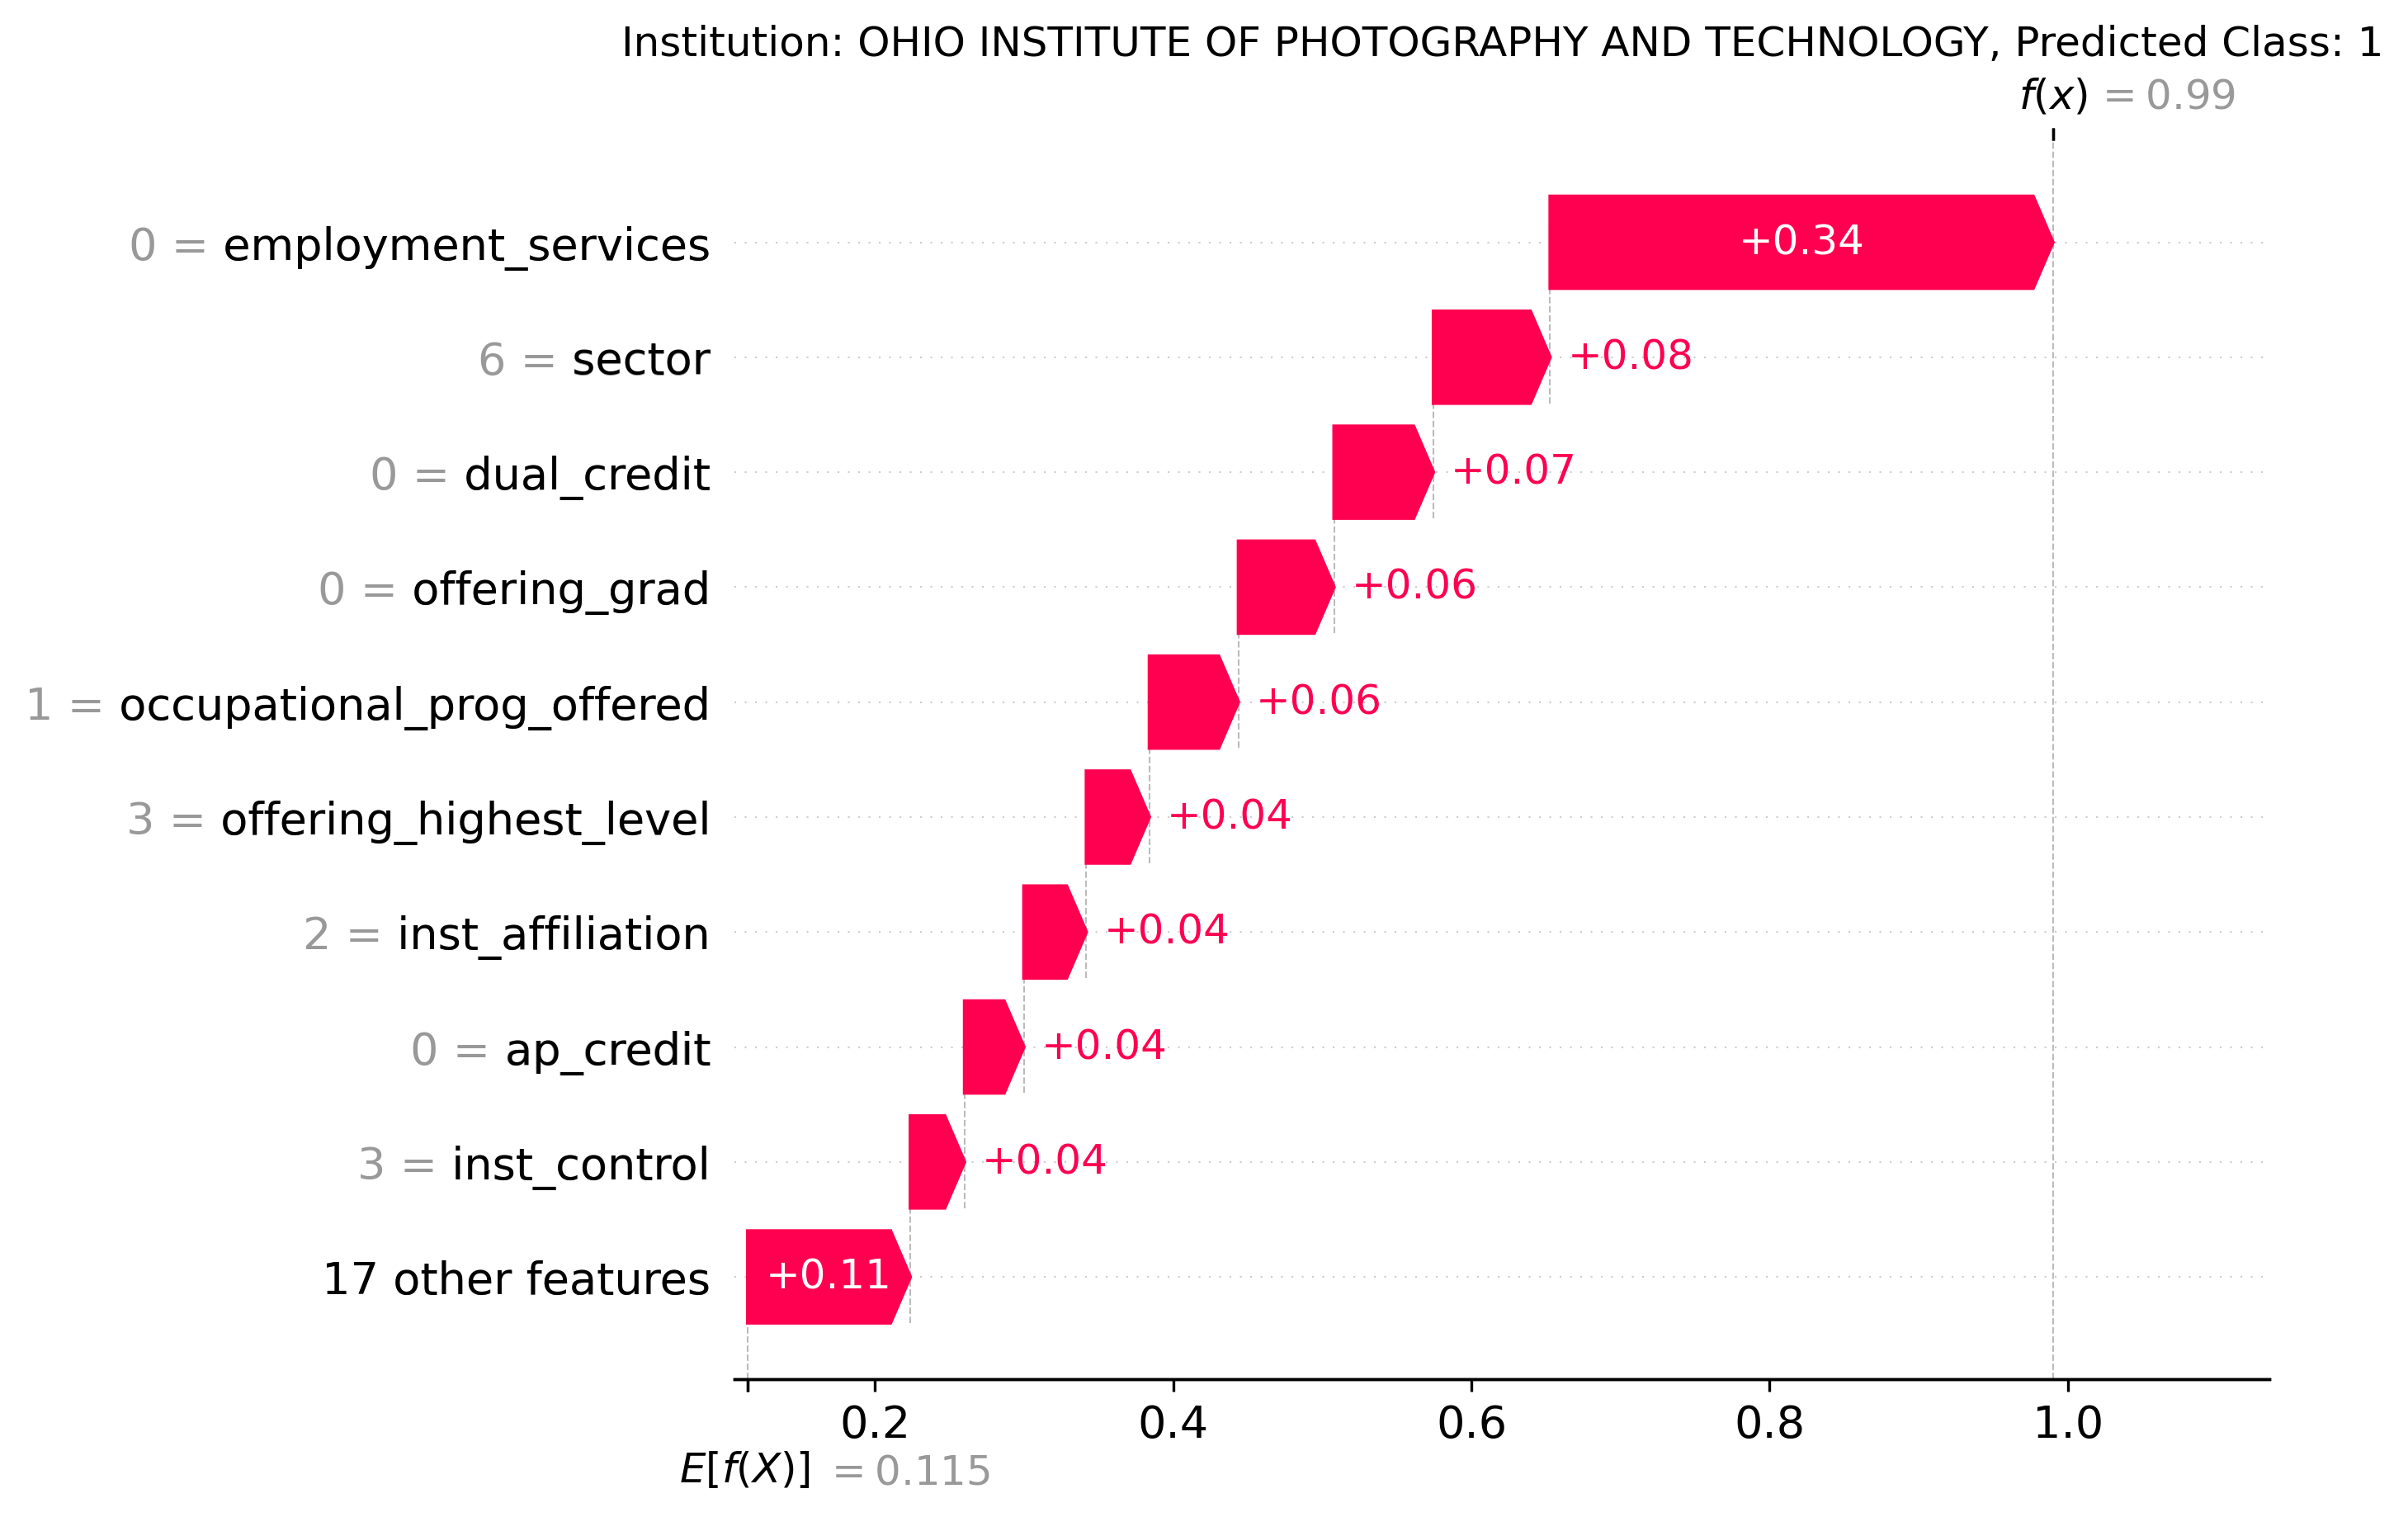 Institution: OHIO INSTITUTE OF PHOTOGRAPHY AND TECHNOLOGY, Predicted Class: 1
f(x) = 0.99
0 = employment_services +0.34
6 = sector +0.08
0 = dual_credit +0.07
0 = offering_grad +0.06
1 = occupational_prog_offered +0.06
3 = offering_highest_level +0.04
2 = inst_affiliation +0.04
0 = ap_credit +0.04
3 = inst_control +0.04
17 other features +0.11
0.2 0.4 0.6 0.8 1.0
E[f(X)] = 0.115